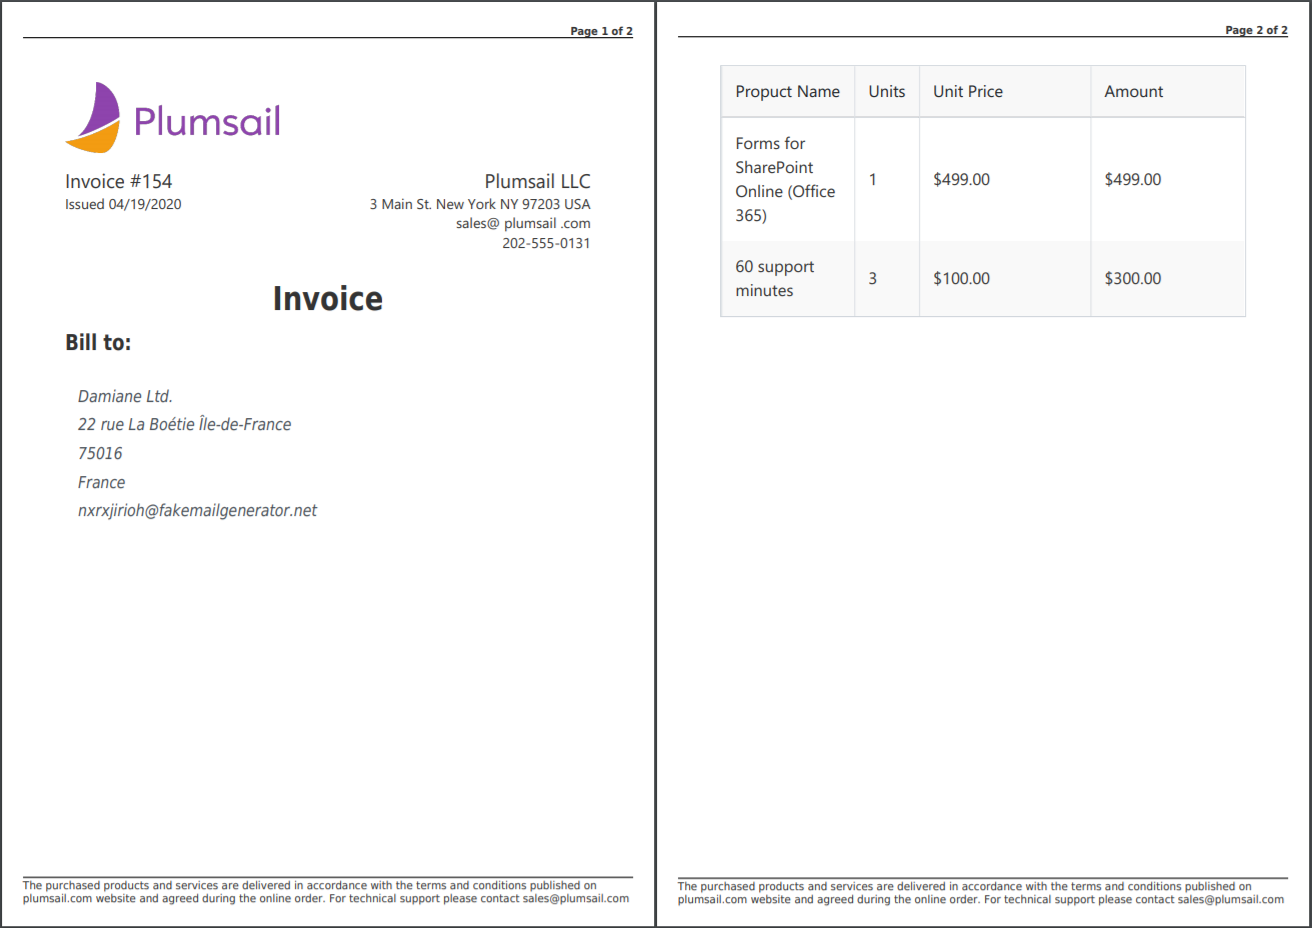 Page 1 of 2
Plumsail
Invoice #154
Issued 04/19/2020
Plumsail LLC
3 Main St. New York NY 97203 USA
sales@ plumsail .com
202-555-0131
Invoice
Bill to:
Damiane Ltd.
22 rue La Boétie Île-de-France
75016
France
nxrxjirioh@fakemailgenerator.net
The purchased products and services are delivered in accordance with the terms and conditions published on
plumsail.com website and agreed during the online order. For technical support please contact sales@plumsail.com
Page 2 of 2
Propuct Name Units Unit Price Amount
Forms for
SharePoint
Online (Office
365)
1 $499.00 $499.00
60 support
minutes
3 $100.00 $300.00
The purchased products and services are delivered in accordance with the terms and conditions published on
plumsail.com website and agreed during the online order. For technical support please contact sales@plumsail.com